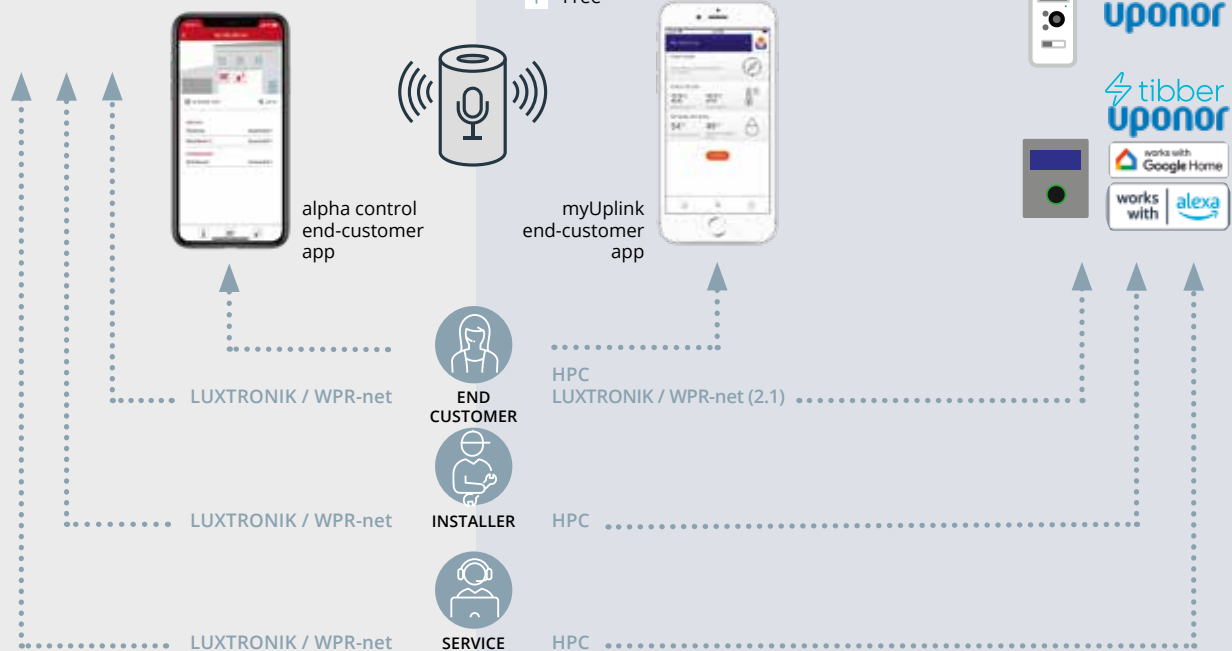 Free
uponor
tibber
uponor
works with
Google Home
works
with
alexa
alpha control
end-customer
app
myUplink
end-customer
app
LUXTRONIK / WPR-net
END
CUSTOMER
HPC
LUXTRONIK / WPR-net (2.1)
LUXTRONIK / WPR-net
INSTALLER
HPC
LUXTRONIK / WPR-net
SERVICE
HPC